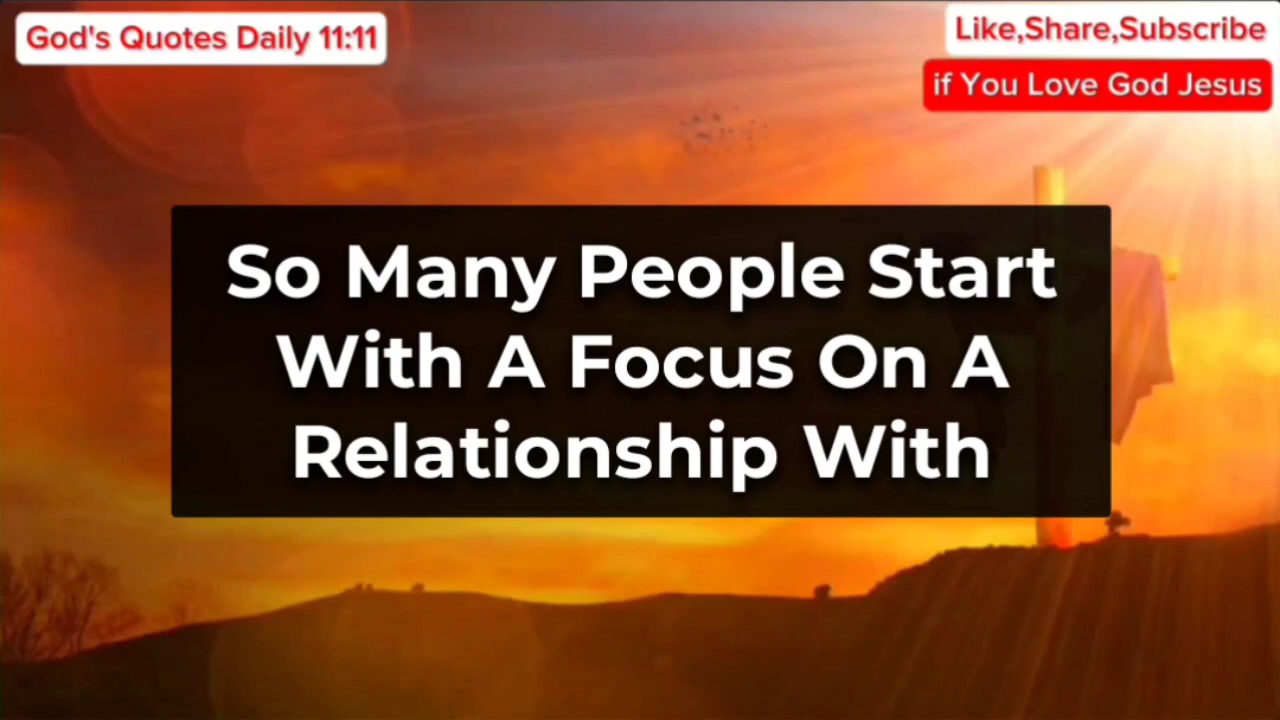 God's Quotes Daily 11:11
Like,Share,Subscribe
if You Love God Jesus
So Many People Start
With A Focus On A
Relationship With